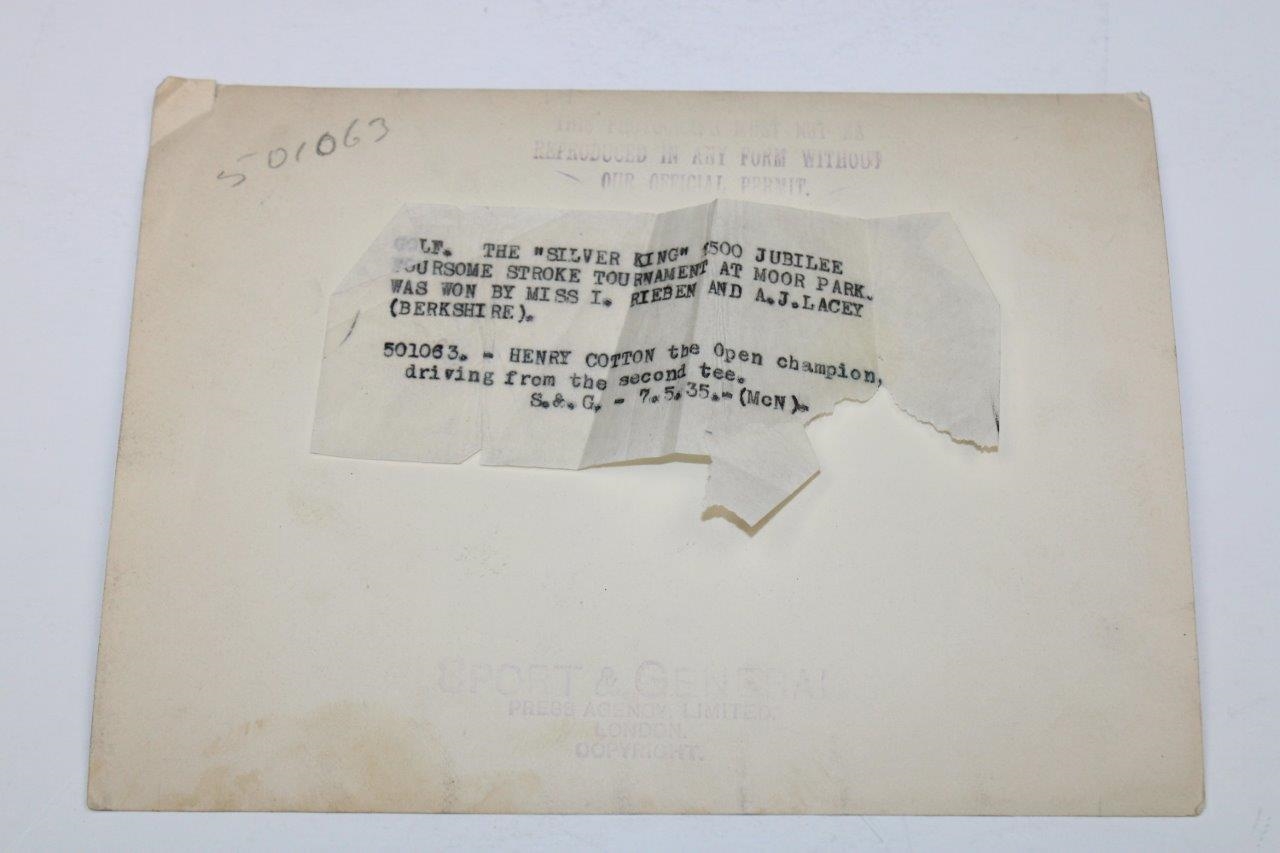 501063
THIS PHOTOGRAPH MUST NOT BE
REPRODUCED IN ANY FORM WITHOUT
OUR OFFICIAL PERMIT.
GOLF. THE "SILVER KING" £500 JUBILEE
FOURSOME STROKE TOURNAMENT AT MOOR PARK.
WAS WON BY MISS I. RIEBEN AND A.J.LACEY
(BERKSHIRE).
501063. - HENRY COTTON the Open champion,
driving from the second tee.
S.&.G. - 7.5.35.-(McN).
SPORT & GENERAL
PRESS AGENCY, LIMITED.
LONDON.
COPYRIGHT.